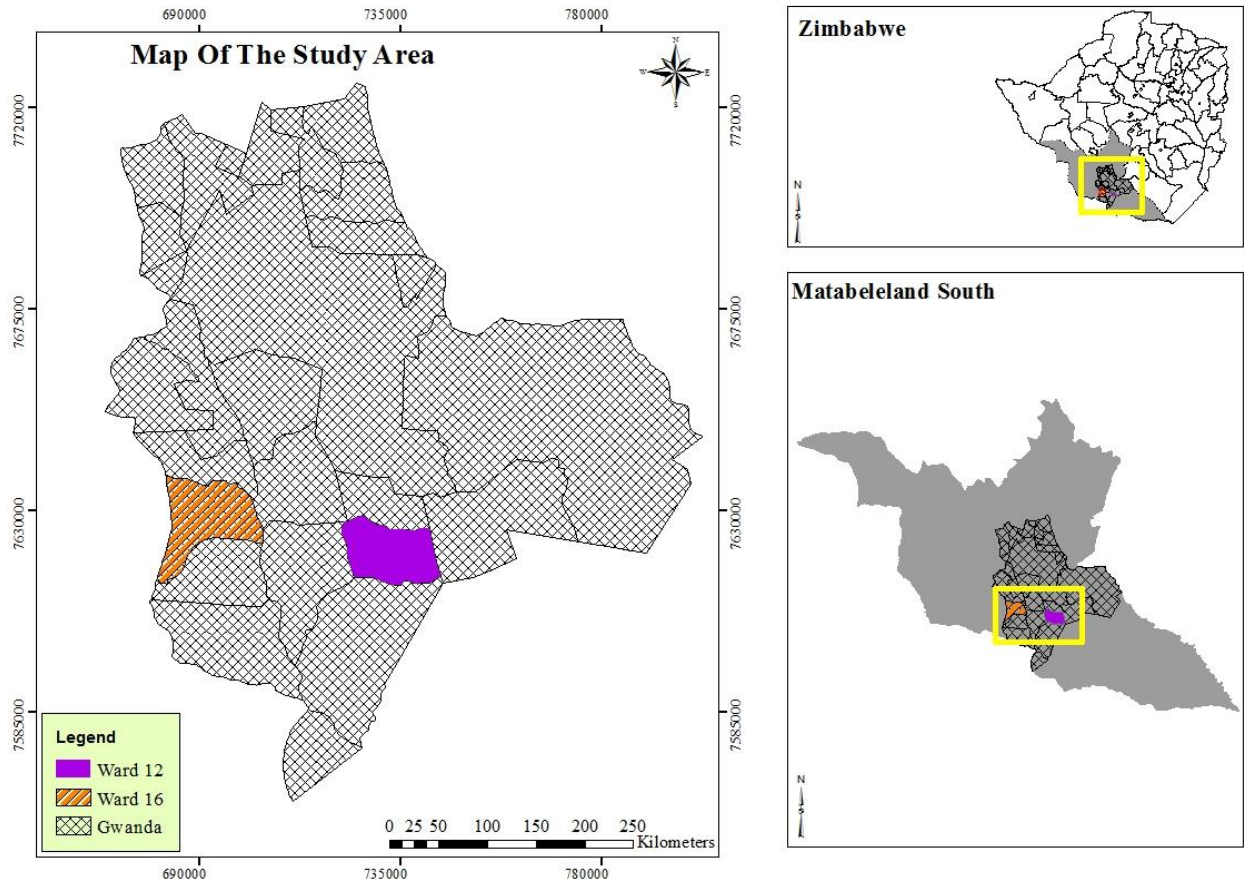 690000 735000 780000
Map Of The Study Area
N
W E
S
7720000 7720000
7675000 7675000
7630000 7630000
7585000 7585000
Legend
Ward 12
Ward 16
Gwanda
0 25 50 100 150 200 250
Kilometers
690000 735000 780000
Zimbabwe
N
S
Matabeleland South
N
S